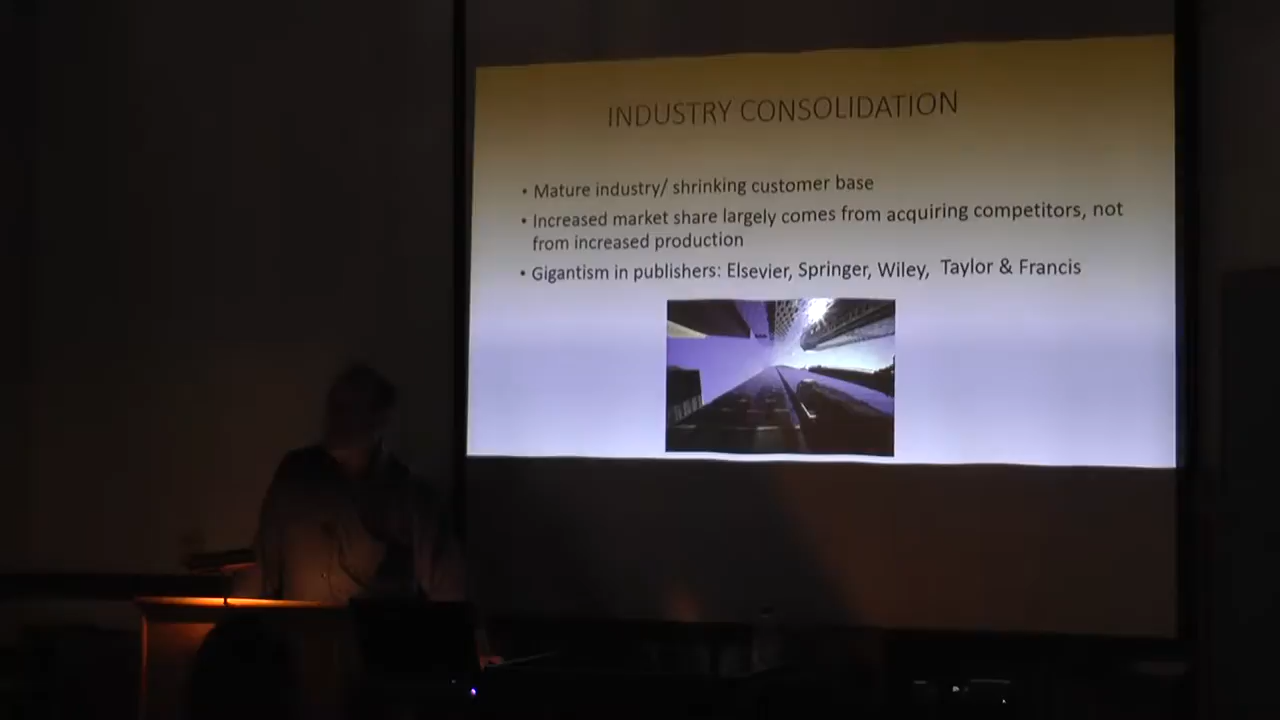 INDUSTRY CONSOLIDATION
• Mature industry/ shrinking customer base
• Increased market share largely comes from acquiring competitors, not
from increased production
• Gigantism in publishers: Elsevier, Springer, Wiley, Taylor & Francis